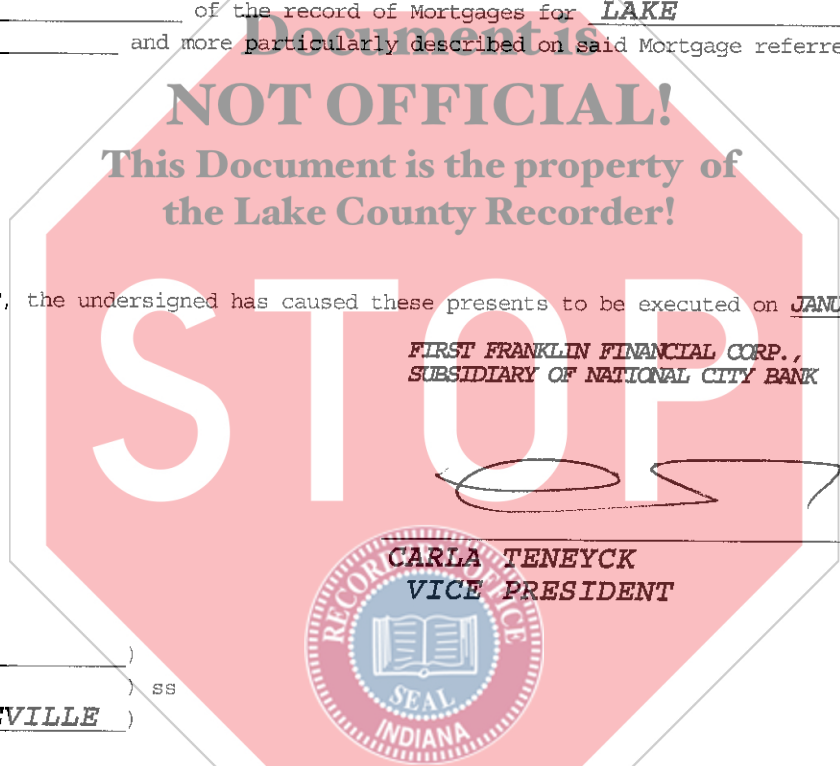 of the record of Mortgages for LAKE
Document is
and more particularly described on said Mortgage referre
NOT OFFICIAL!
This Document is the property of
the Lake County Recorder!
, the undersigned has caused these presents to be executed on JANU
FIRST FRANKLIN FINANCIAL CORP.,
SUBSIDIARY OF NATIONAL CITY BANK
STOP
CARLA TENEYCK
VICE PRESIDENT
RECORDER OFFICE
SEAL
INDIANA
)
) ss
EVILLE )